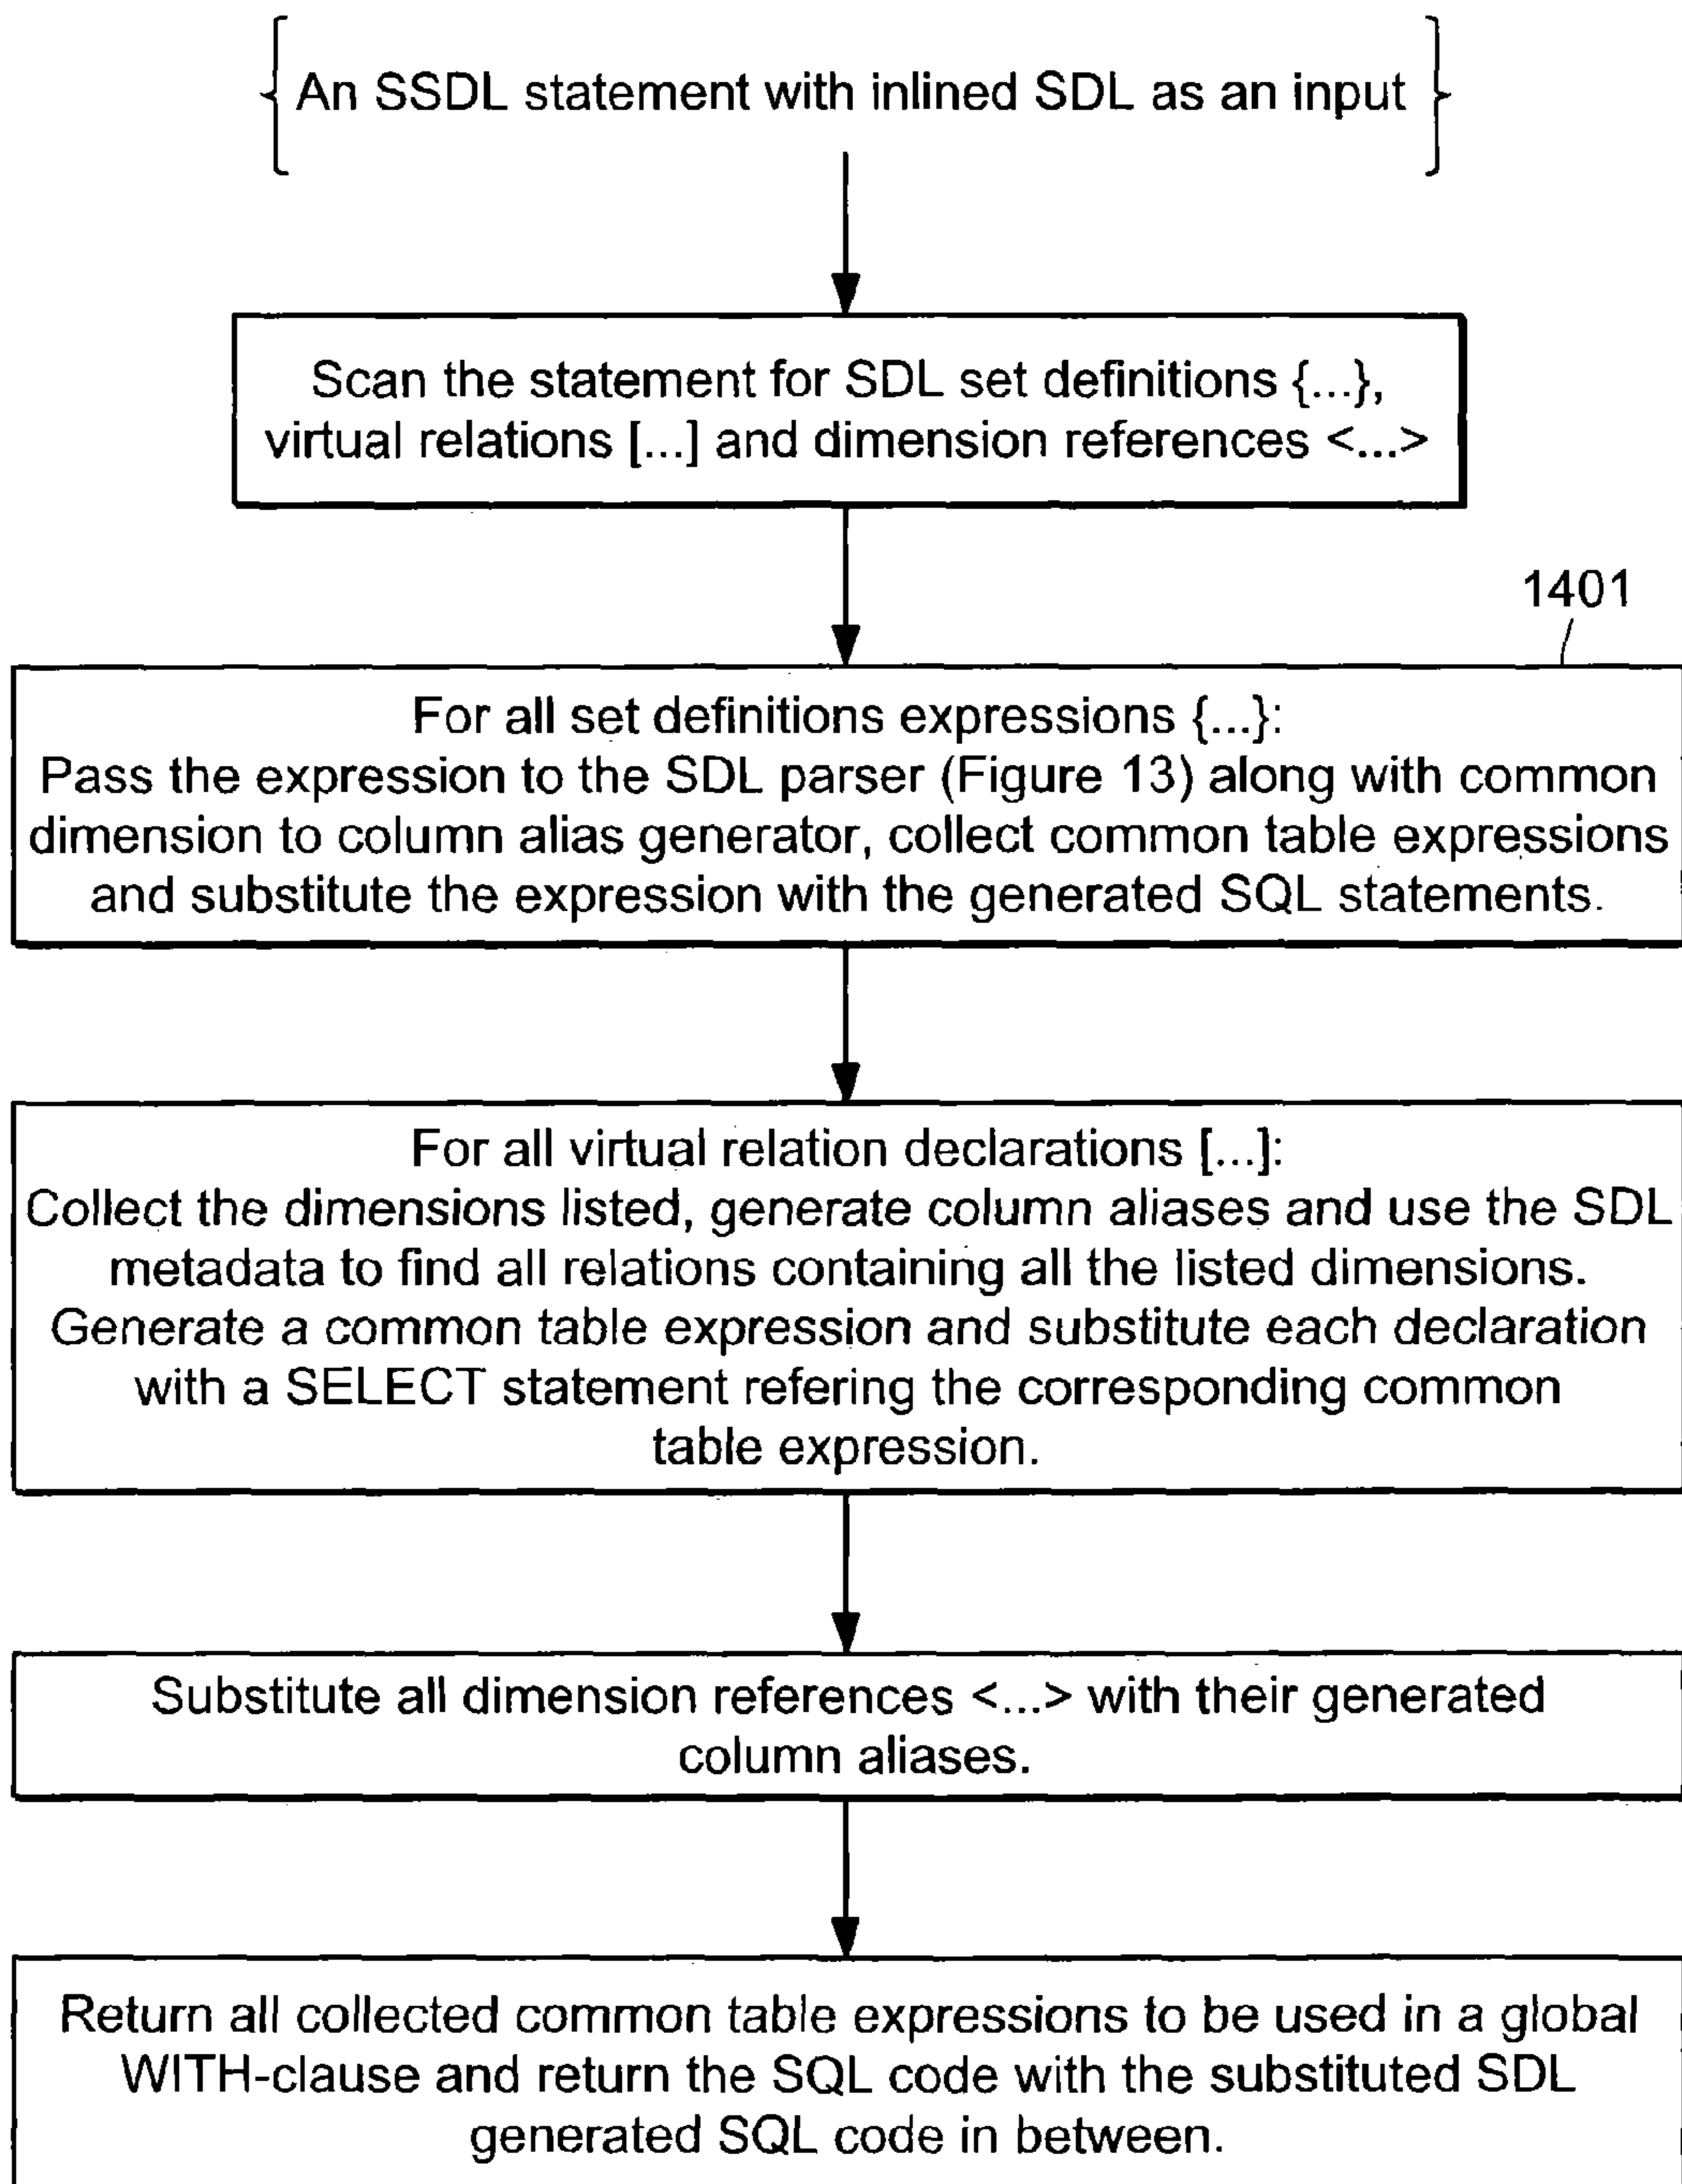 An SSDL statement with inlined SDL as an input
Scan the statement for SDL set definitions {...},
virtual relations [...] and dimension references <...>
1401
For all set definitions expressions {...}:
Pass the expression to the SDL parser (Figure 13) along with common
dimension to column alias generator, collect common table expressions
and substitute the expression with the generated SQL statements.
For all virtual relation declarations [...]:
Collect the dimensions listed, generate column aliases and use the SDL
metadata to find all relations containing all the listed dimensions.
Generate a common table expression and substitute each declaration
with a SELECT statement refering the corresponding common
table expression.
Substitute all dimension references <...> with their generated
column aliases.
Return all collected common table expressions to be used in a global
WITH-clause and return the SQL code with the substituted SDL
generated SQL code in between.